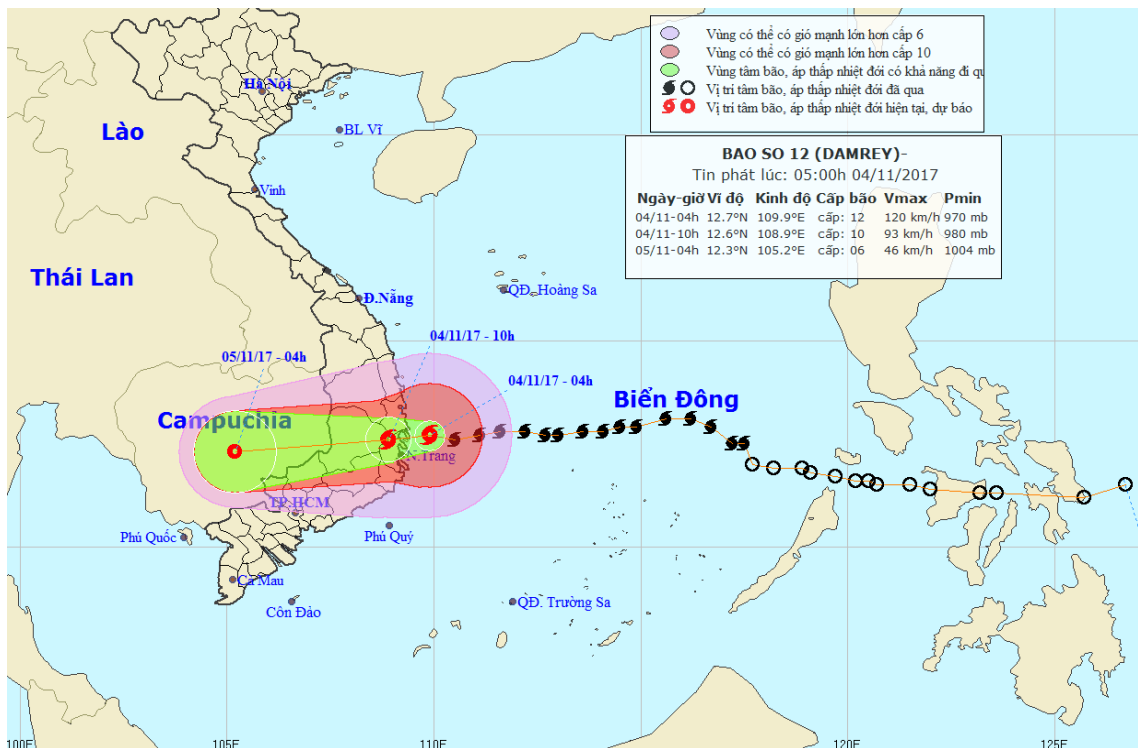 Vùng có thể có gió mạnh lớn hơn cấp 6
Vùng có thể có gió mạnh lớn hơn cấp 10
Vùng tâm bão, áp thấp nhiệt đới có khả năng đi qu
Vị trí tâm bão, áp thấp nhiệt đới đã qua
Vị trí tâm bão, áp thấp nhiệt đới hiện tại, dự báo
BAO SO 12 (DAMREY)-
Tin phát lúc: 05:00h 04/11/2017
Ngày-giờ Vĩ độ Kinh độ Cấp bão Vmax Pmin
04/11-04h 12.7ºN 109.9ºE cấp: 12 120 km/h 970 mb
04/11-10h 12.6ºN 108.9ºE cấp: 10 93 km/h 980 mb
05/11-04h 12.3ºN 105.2ºE cấp: 06 46 km/h 1004 mb
Hà Nội
Lào
BL Vĩ
Vinh
Thái Lan
QĐ. Hoàng Sa
Đ.Nẵng
04/11/17 - 10h
05/11/17 - 04h
04/11/17 - 04h
Biển Đông
Campuchia
N.Trang
TP.HCM
Phú Quốc
Phú Quý
Cà Mau
Côn Đảo
QĐ. Trường Sa
100E
105E
110E
120E
125E